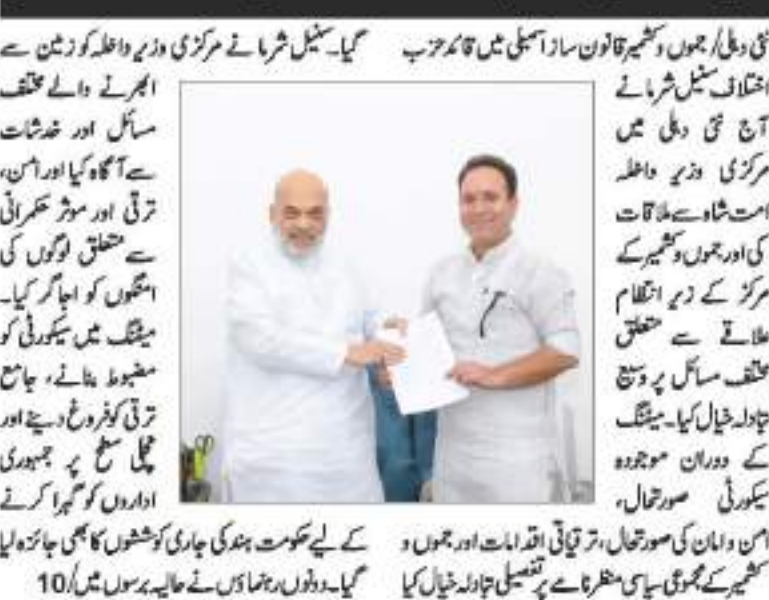 نئی دہلی/ جموں و کشمیر قانون ساز اسمبلی میں قائد حزب
اختلاف سنیل شرما نے
آج نئی دہلی میں
مرکزی وزیر داخلہ
امت شاہ سے ملاقات
کی اور جموں و کشمیر کے
مرکز کے زیر انتظام
علاقے سے متعلق
مختلف مسائل پر وسیع
تبادلہ خیال کیا۔ میٹنگ
کے دوران موجودہ
سیکورٹی صورتحال،
امن و امان کی صورتحال، ترقیاتی اقدامات اور جموں و
کشمیر کے مجموعی سیاسی منظرنامے پر تفصیلی تبادلہ خیال کیا
گیا۔ سنیل شرما نے مرکزی وزیر داخلہ کو زمین سے
ابھرنے والے مختلف
مسائل اور خدشات
سے آگاہ کیا اور امن،
ترقی اور موثر حکمرانی
سے متعلق لوگوں کی
امنگوں کو اجاگر کیا۔
میٹنگ میں سیکورٹی کو
مضبوط بنانے، جامع
ترقی کو فروغ دینے اور
نچلی سطح پر جمہوری
اداروں کو گہرا کرنے
کے لیے حکومت ہند کی جاری کوششوں کا بھی جائزہ لیا
گیا۔ دونوں رہنماؤں نے حالیہ برسوں میں/10